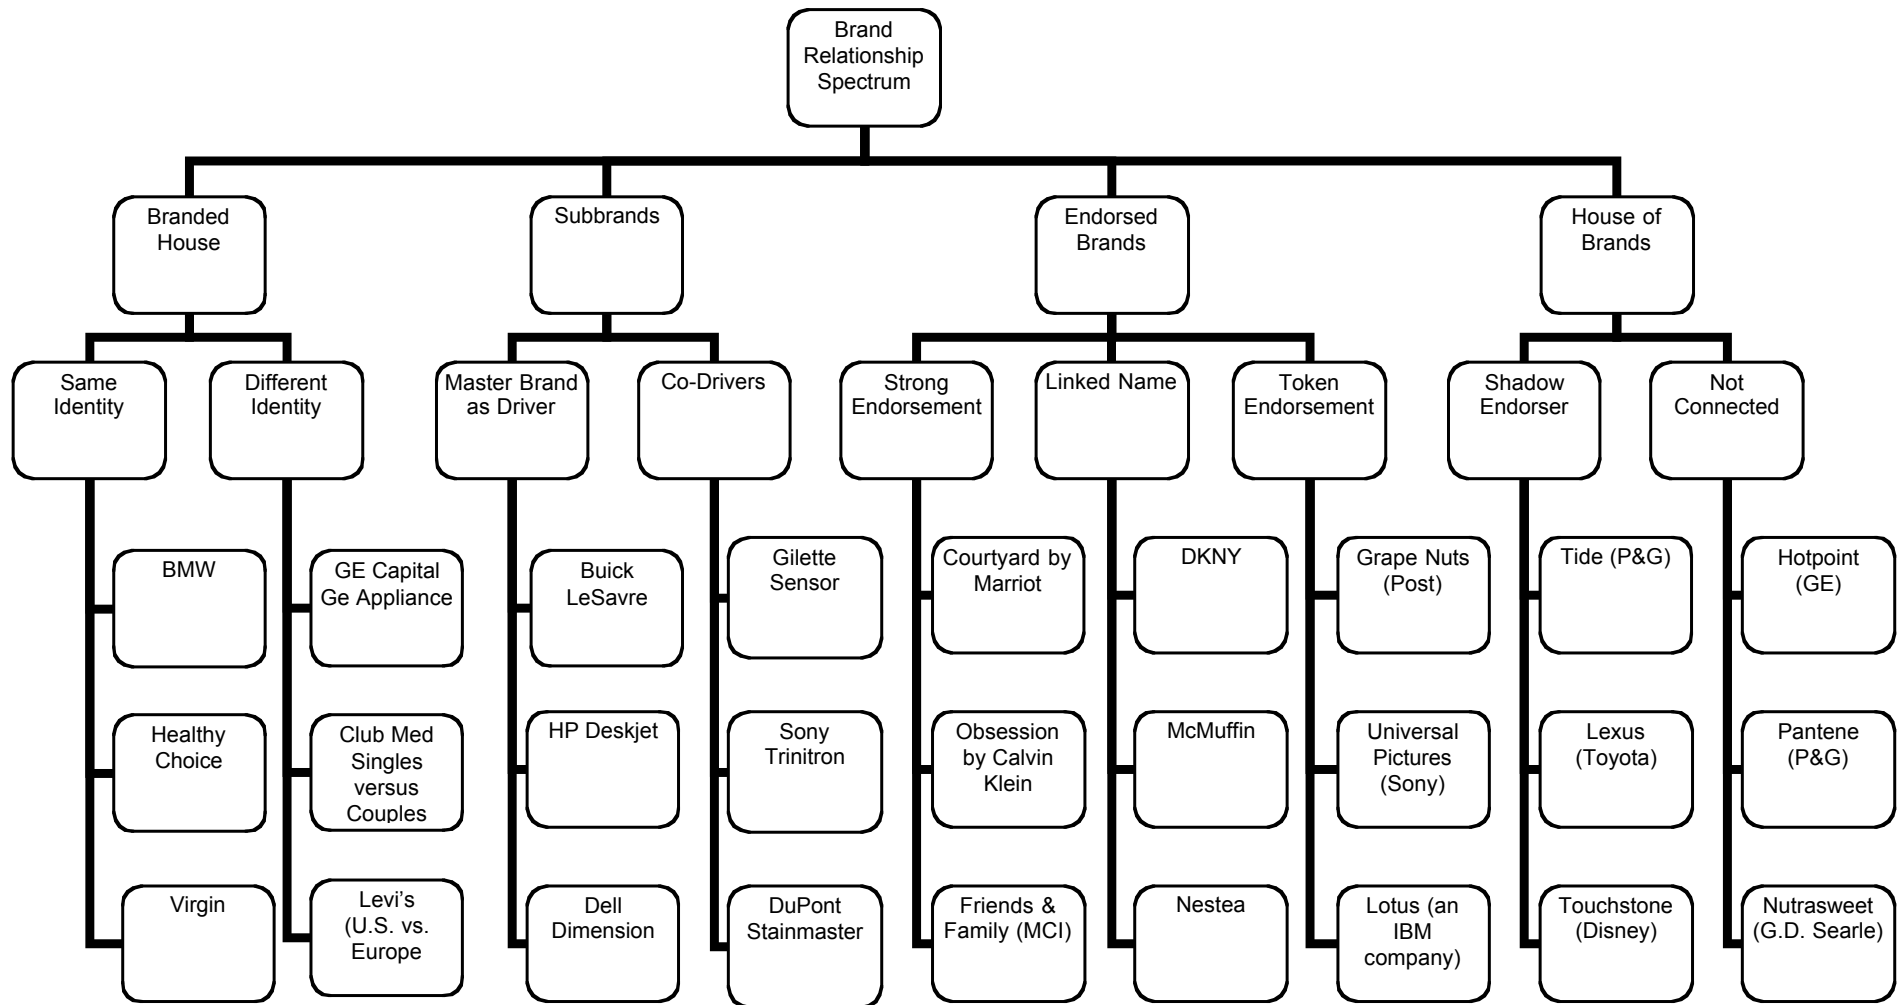 Brand
Relationship
Spectrum
Branded
House
Subbrands
Endorsed
Brands
House of
Brands
Same
Identity
Different
Identity
Master Brand
as Driver
Co-Drivers
Strong
Endorsement
Linked Name
Token
Endorsement
Shadow
Endorser
Not
Connected
BMW
GE Capital
Ge Appliance
Buick
LeSavre
Gilette
Sensor
Courtyard by
Marriot
DKNY
Grape Nuts
(Post)
Tide (P&G)
Hotpoint
(GE)
Healthy
Choice
Club Med
Singles
versus
Couples
HP Deskjet
Sony
Trinitron
Obsession
by Calvin
Klein
McMuffin
Universal
Pictures
(Sony)
Lexus
(Toyota)
Pantene
(P&G)
Virgin
Levi's
(U.S. vs.
Europe
Dell
Dimension
DuPont
Stainmaster
Friends &
Family (MCI)
Nestea
Lotus (an
IBM
company)
Touchstone
(Disney)
Nutrasweet
(G.D. Searle)